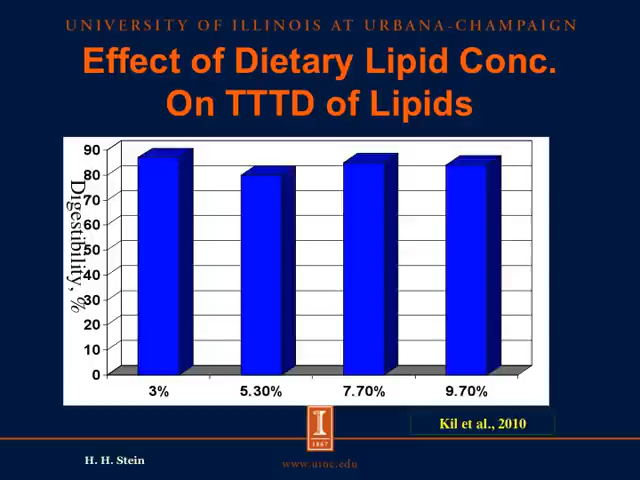 UNIVERSITY OF ILLINOIS AT URBANA-CHAMPAIGN
Effect of Dietary Lipid Conc.
On TTTD of Lipids
Digestibility, %
90
80
70
60
50
40
30
20
10
0
3% 5.30% 7.70% 9.70%
Kil et al., 2010
I
1867
H. H. Stein
www.uiuc.edu